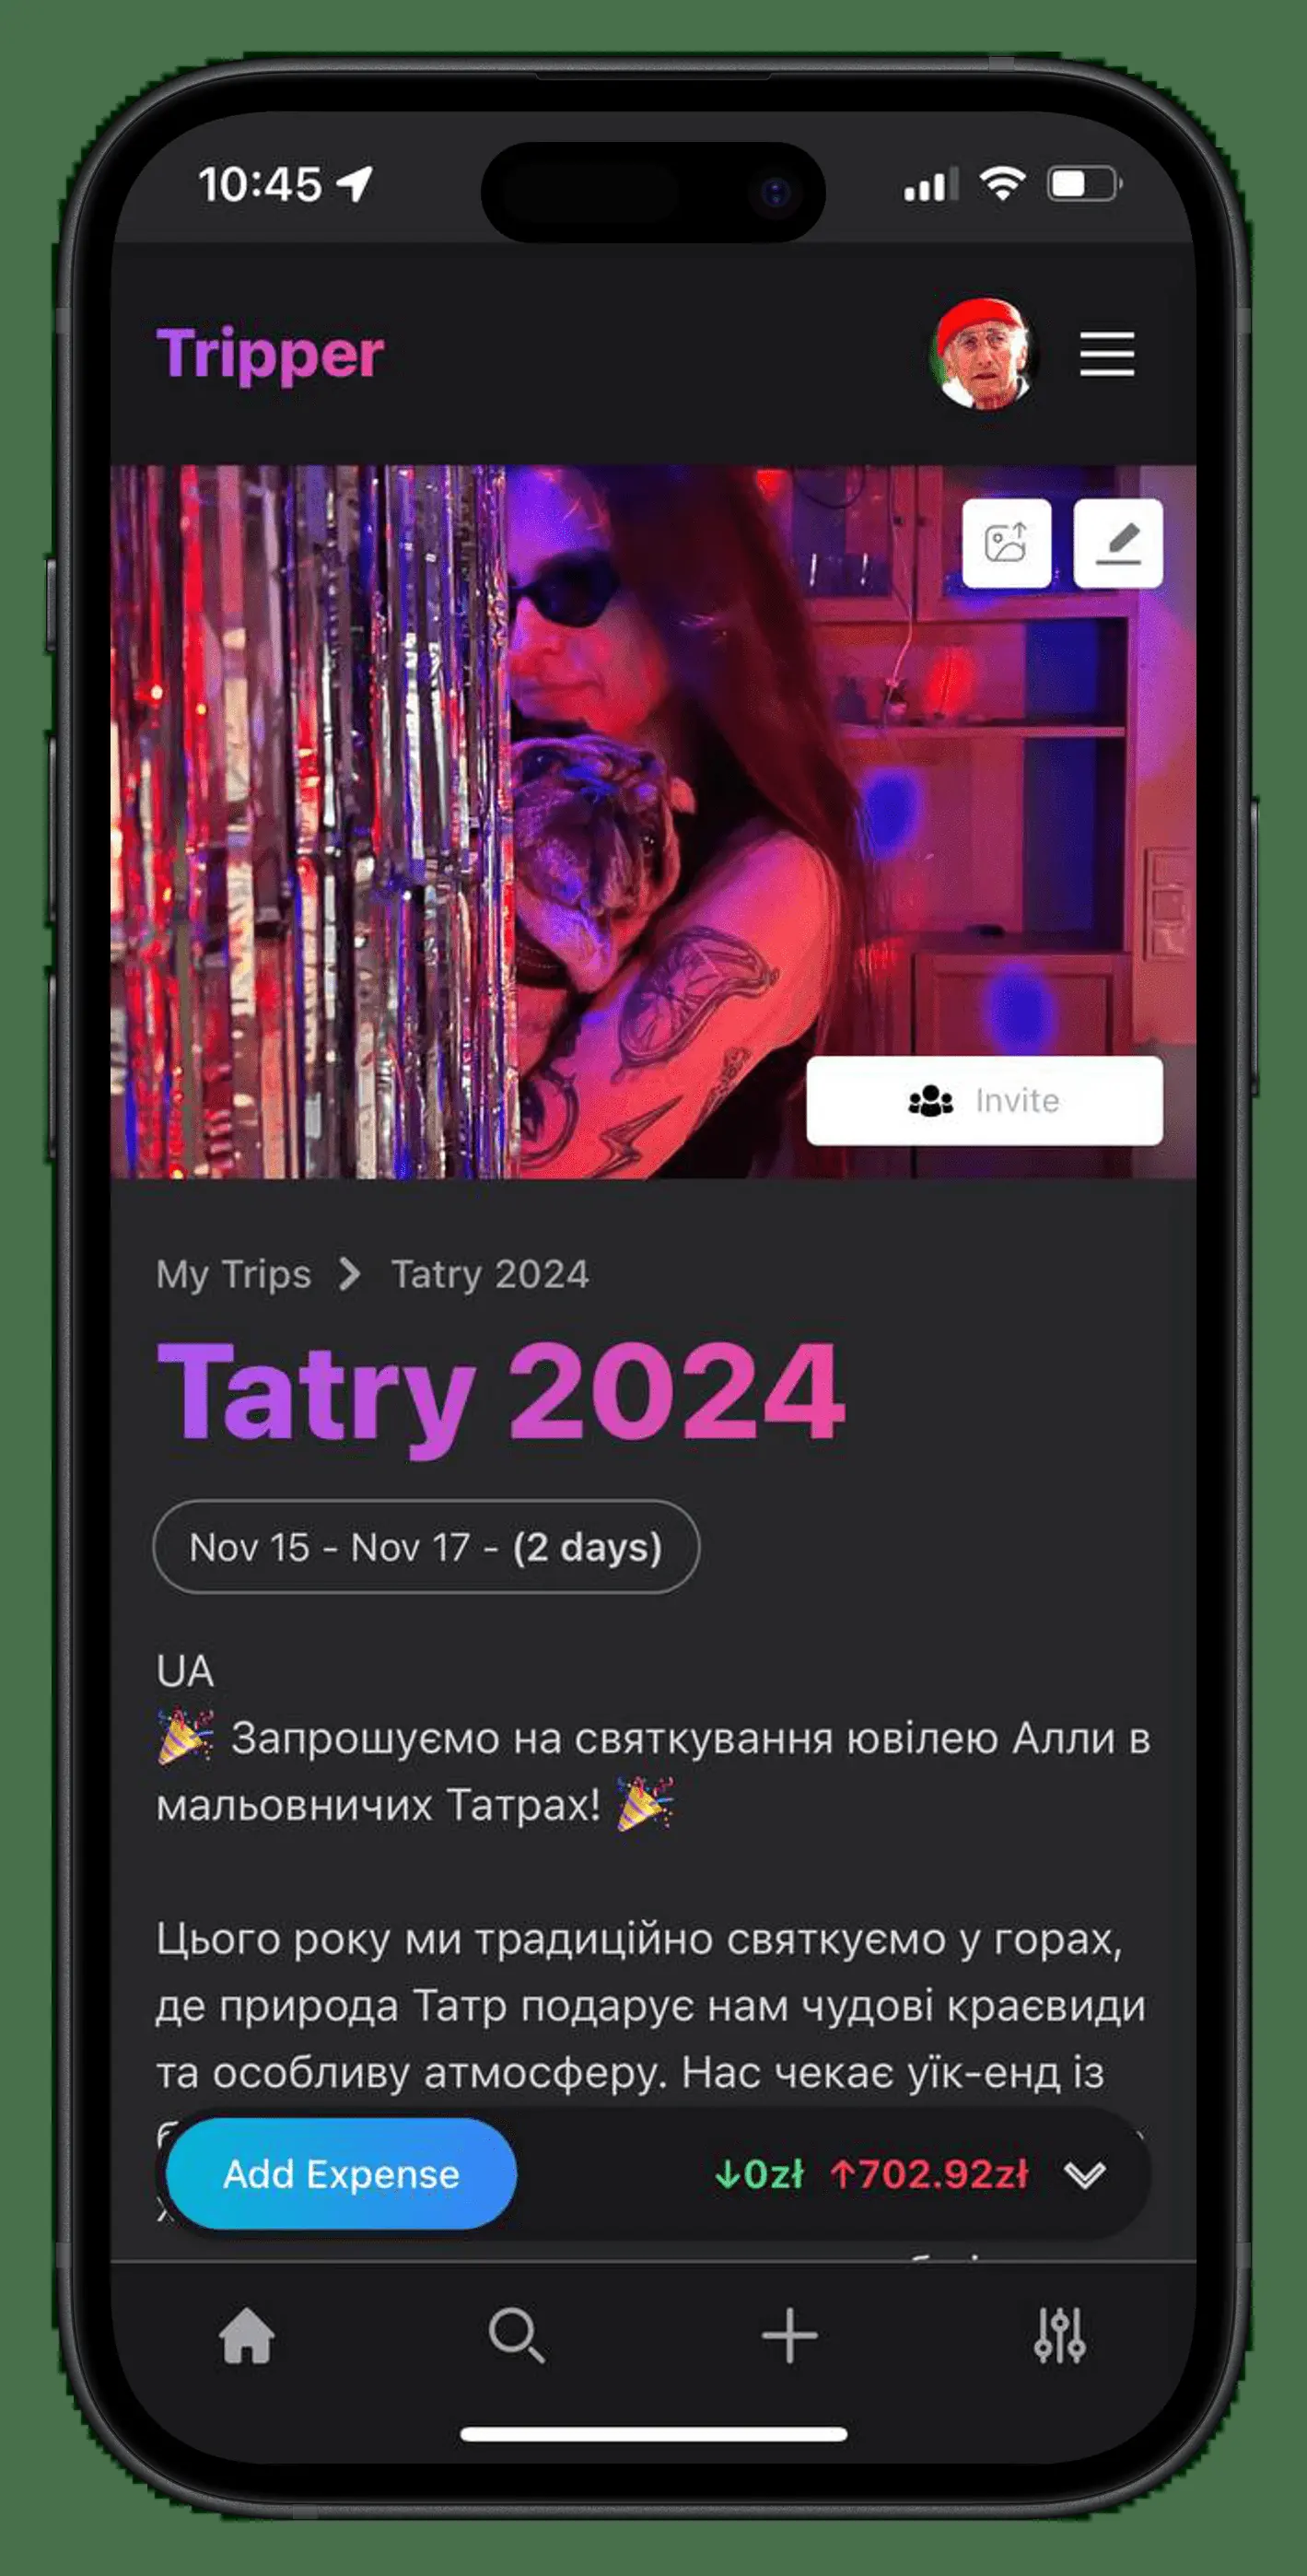 10:45
Tripper
Invite
My Trips > Tatry 2024
Tatry 2024
Nov 15 - Nov 17 - (2 days)
UA
🎉 Запрошуємо на святкування ювілею Алли в
мальовничих Татрах! 🎉
Цього року ми традиційно святкуємо у горах,
де природа Татр подарує нам чудові краєвиди
та особливу атмосферу. Нас чекає уїк-енд із
Add Expense ↓0zł ↑702.92zł